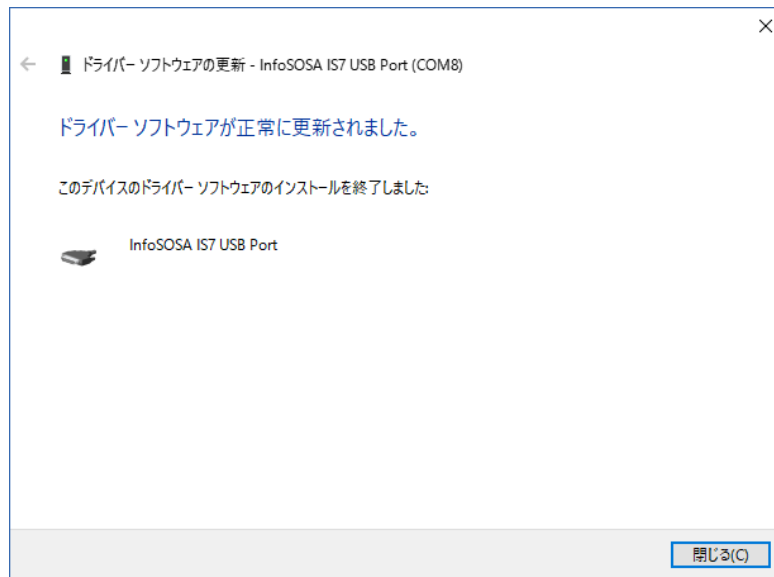 ドライバー ソフトウェアの更新 - InfoSOSA IS7 USB Port (COM8)
ドライバー ソフトウェアが正常に更新されました。
このデバイスのドライバー ソフトウェアのインストールを終了しました:
InfoSOSA IS7 USB Port
閉じる(C)